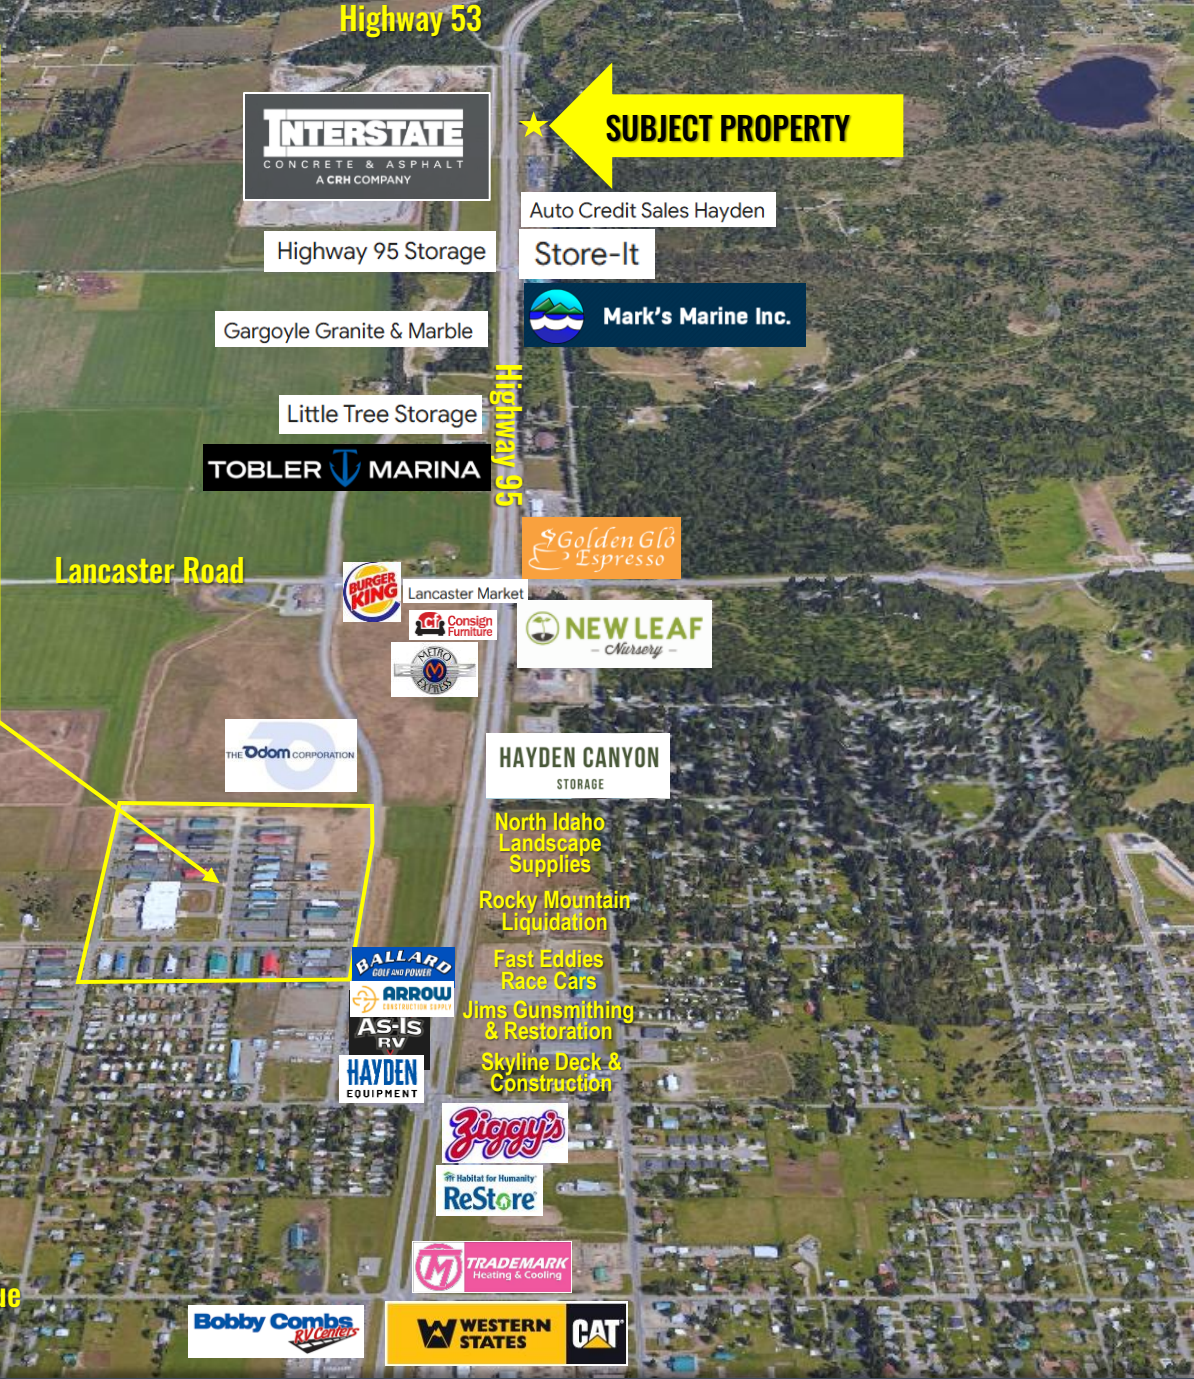 Highway 53
SUBJECT PROPERTY
INTERSTATE
CONCRETE & ASPHALT
A CRH COMPANY
Auto Credit Sales Hayden
Highway 95 Storage
Store-It
Mark's Marine Inc.
Gargoyle Granite & Marble
Highway 95
Little Tree Storage
TOBLER MARINA
Golden Glo
Espresso
Lancaster Road
BURGER
KING
Lancaster Market
CF Consign
Furniture
NEW LEAF
- Nursery -
METRO
M
EXPRESS
THE Odom CORPORATION
HAYDEN CANYON
STORAGE
North Idaho
Landscape
Supplies
Rocky Mountain
Liquidation
BALLARD
GOLF AND POWER
Fast Eddies
Race Cars
ARROW
CONSTRUCTION SUPPLY
Jims Gunsmithing
& Restoration
AS-IS
RV
HAYDEN
EQUIPMENT
Skyline Deck &
Construction
Ziggy's
Habitat for Humanity
ReStore
TRADEMARK
Heating & Cooling
Bobby Combs
RV Centers
WESTERN
STATES
CAT